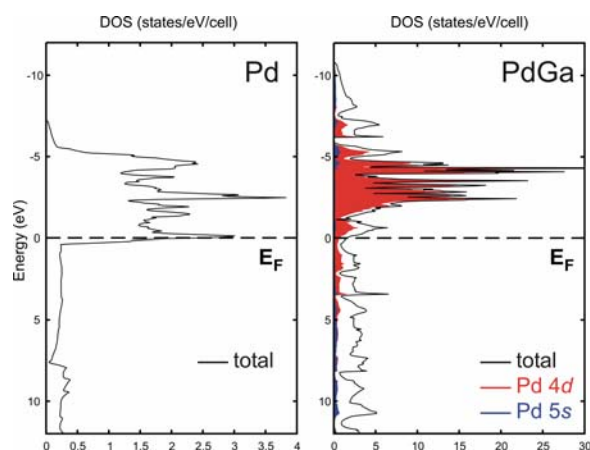 DOS (states/eV/cell)
DOS (states/eV/cell)
Pd
PdGa
-10
-5
0
5
10
Energy (eV)
E_F
total
0 0.5 1 1.5 2 2.5 3 3.5 4
-10
-5
0
5
10
E_F
total
Pd 4d
Pd 5s
0 5 10 15 20 25 30